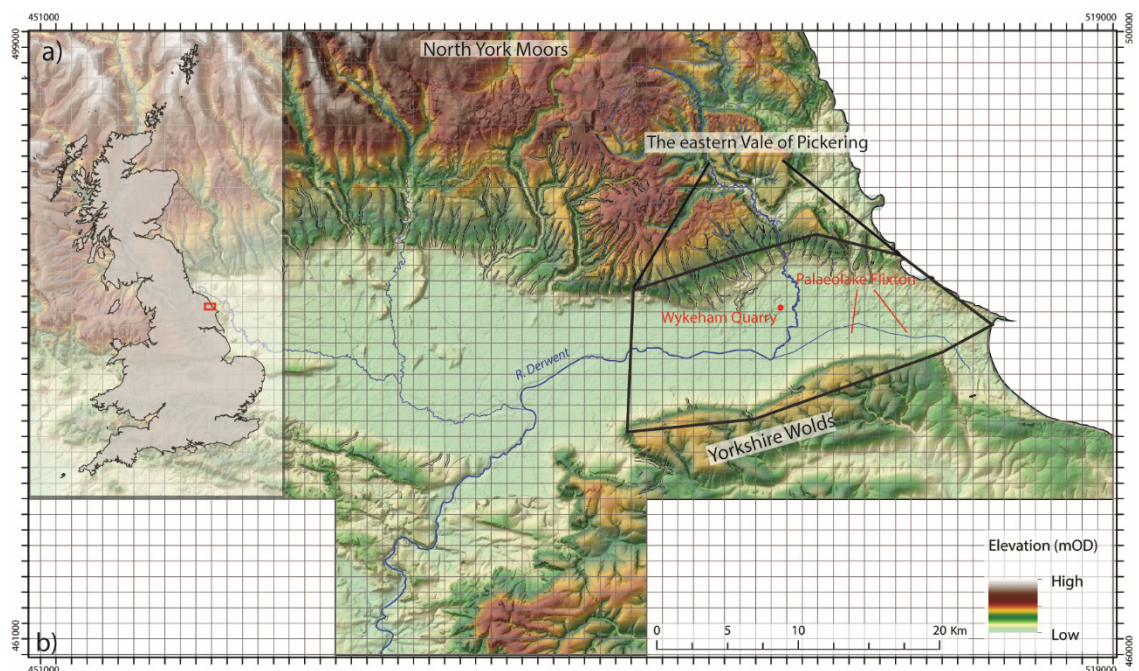 451000
519000
499000
500000
a)
North York Moors
The eastern Vale of Pickering
Palaeolake Flixton
Wykeham Quarry
R. Derwent
Yorkshire Wolds
Elevation (mOD)
High
Low
0 5 10 20 Km
461000
b)
460000
451000
519000